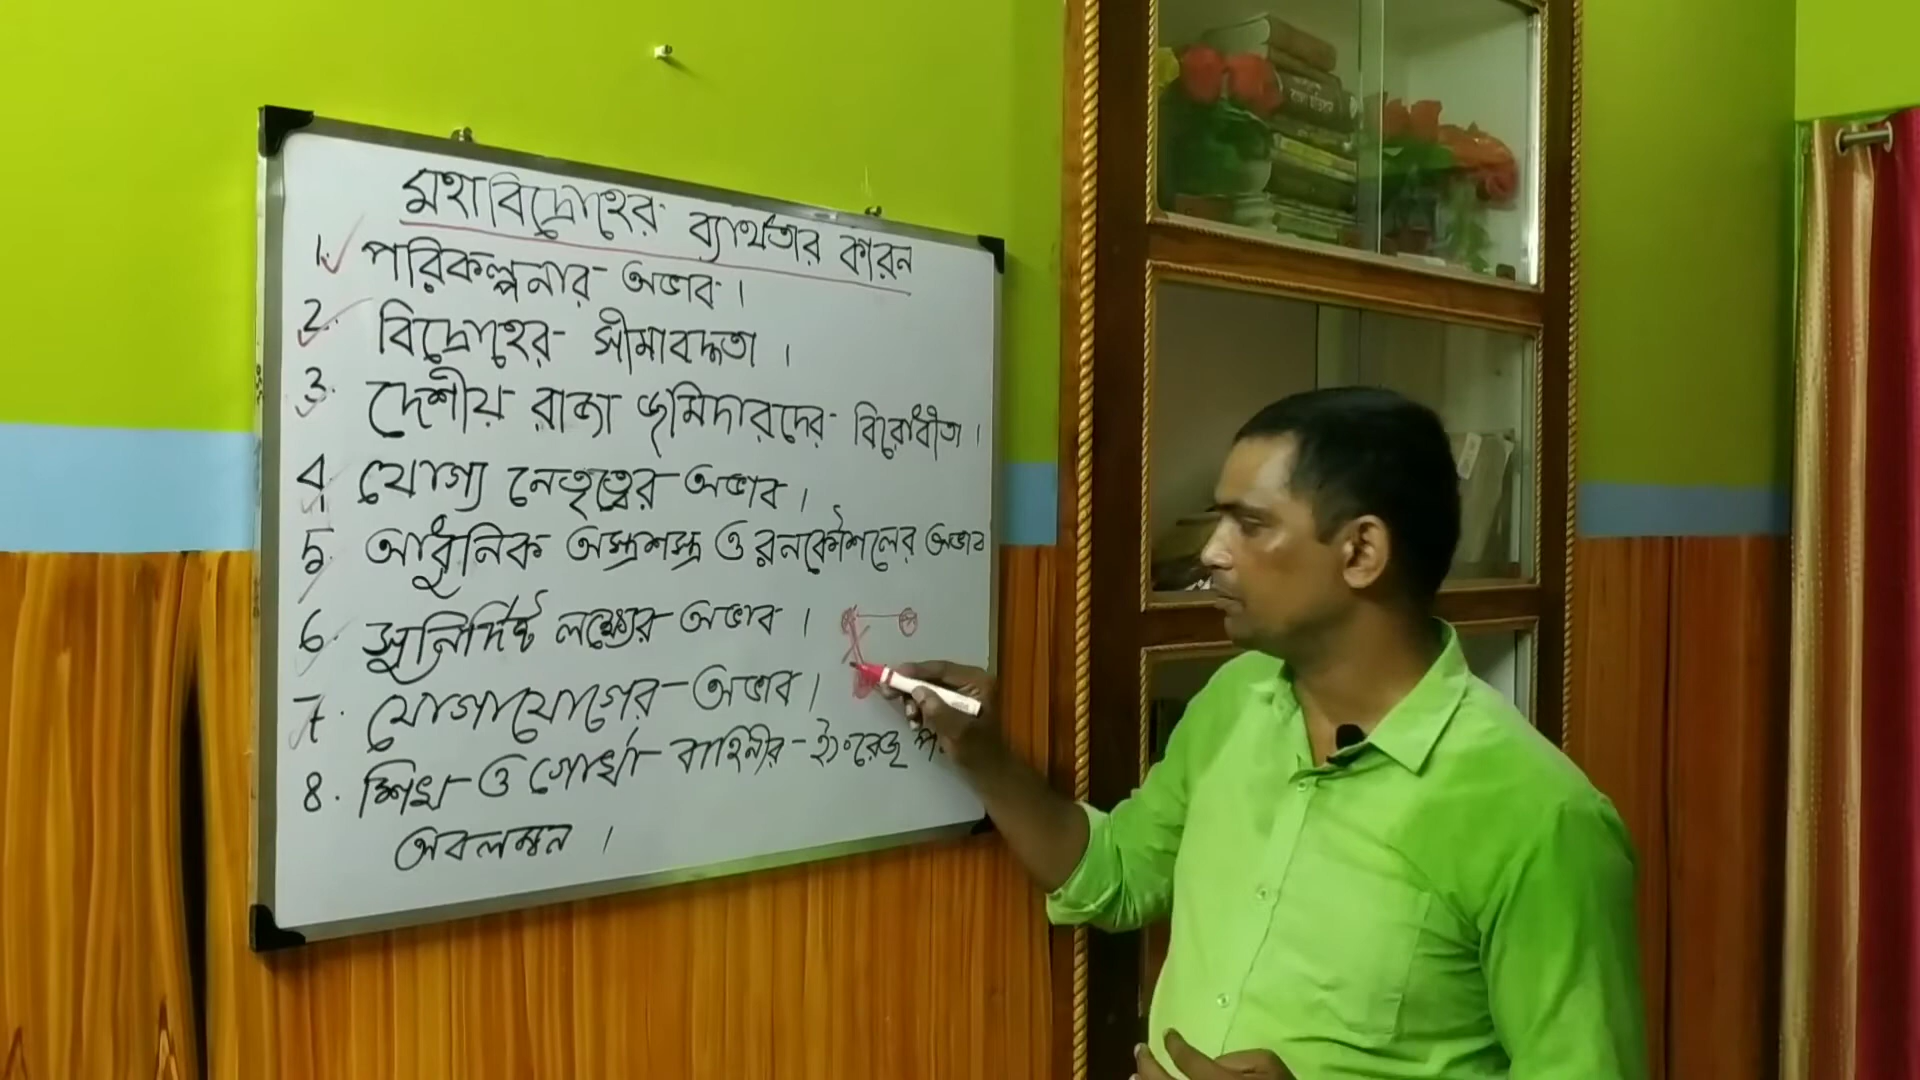 মহাবিদ্রোহের ব্যার্থতার কারন
1. পরিকল্পনার অভাব।
2. বিদ্রোহের সীমাবদ্ধতা।
3. দেশীয় রাজা জমিদারদের বিরোধীতা।
4. যোগ্য নেতৃত্বের অভাব।
5. আধুনিক অস্ত্রশস্ত্র ও রনকৌশলের অভাব
6. সুনির্দিষ্ট লক্ষ্যের অভাব।
7. যোগাযোগের অভাব।
8. শিখ ও গোর্খা বাহিনীর ইংরেজ
অবলম্বন।